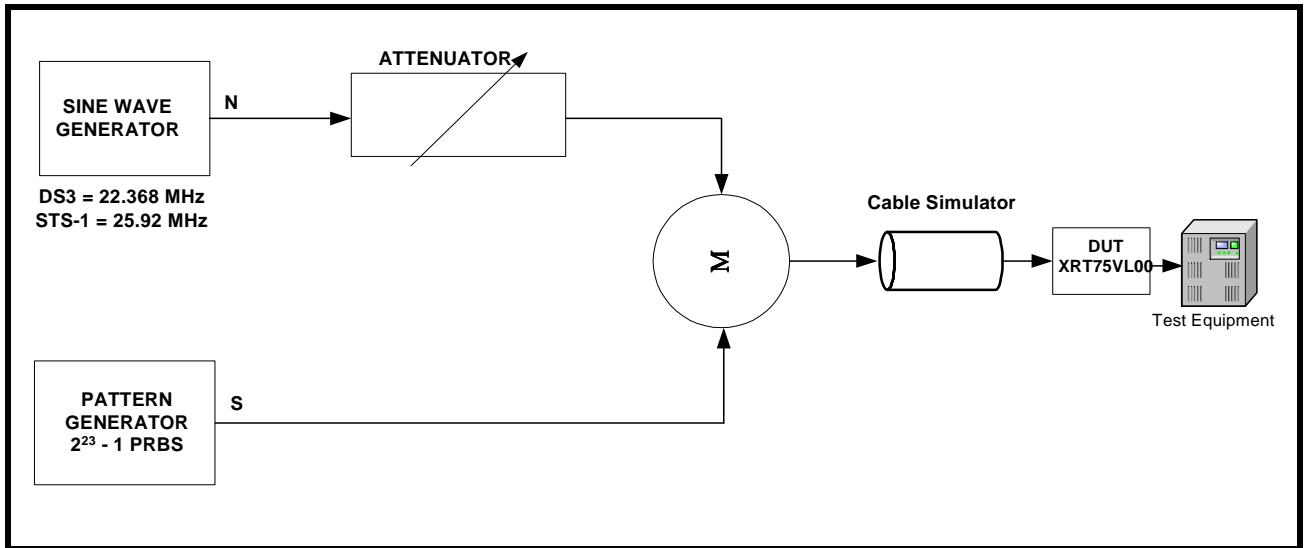 ATTENUATOR
SINE WAVE
GENERATOR
N
DS3 = 22.368 MHz
STS-1 = 25.92 MHz
M
Cable Simulator
DUT
XRT75VL00
Test Equipment
PATTERN
GENERATOR
2²³ - 1 PRBS
S